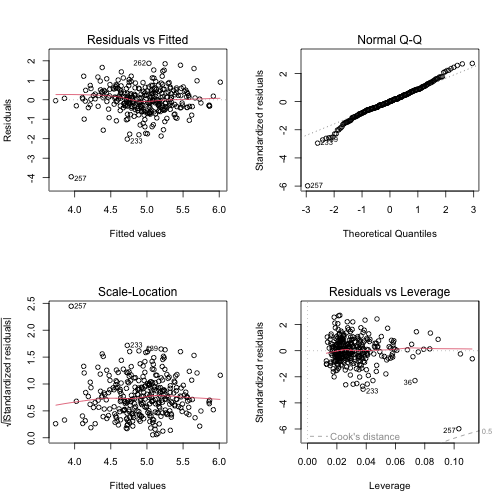 Residuals vs Fitted
Residuals
-4 -3 -2 -1 0 1 2
262
233
257
4.0 4.5 5.0 5.5 6.0
Fitted values
Normal Q-Q
Standardized residuals
-6 -4 -2 0 2
233
257
-3 -2 -1 0 1 2 3
Theoretical Quantiles
Scale-Location
√|Standardized residuals|
0.0 0.5 1.0 1.5 2.0 2.5
257
233
4.0 4.5 5.0 5.5 6.0
Fitted values
Residuals vs Leverage
Standardized residuals
-6 -4 -2 0 2
36
233
257
0.5
Cook's distance
0.00 0.02 0.04 0.06 0.08 0.10
Leverage